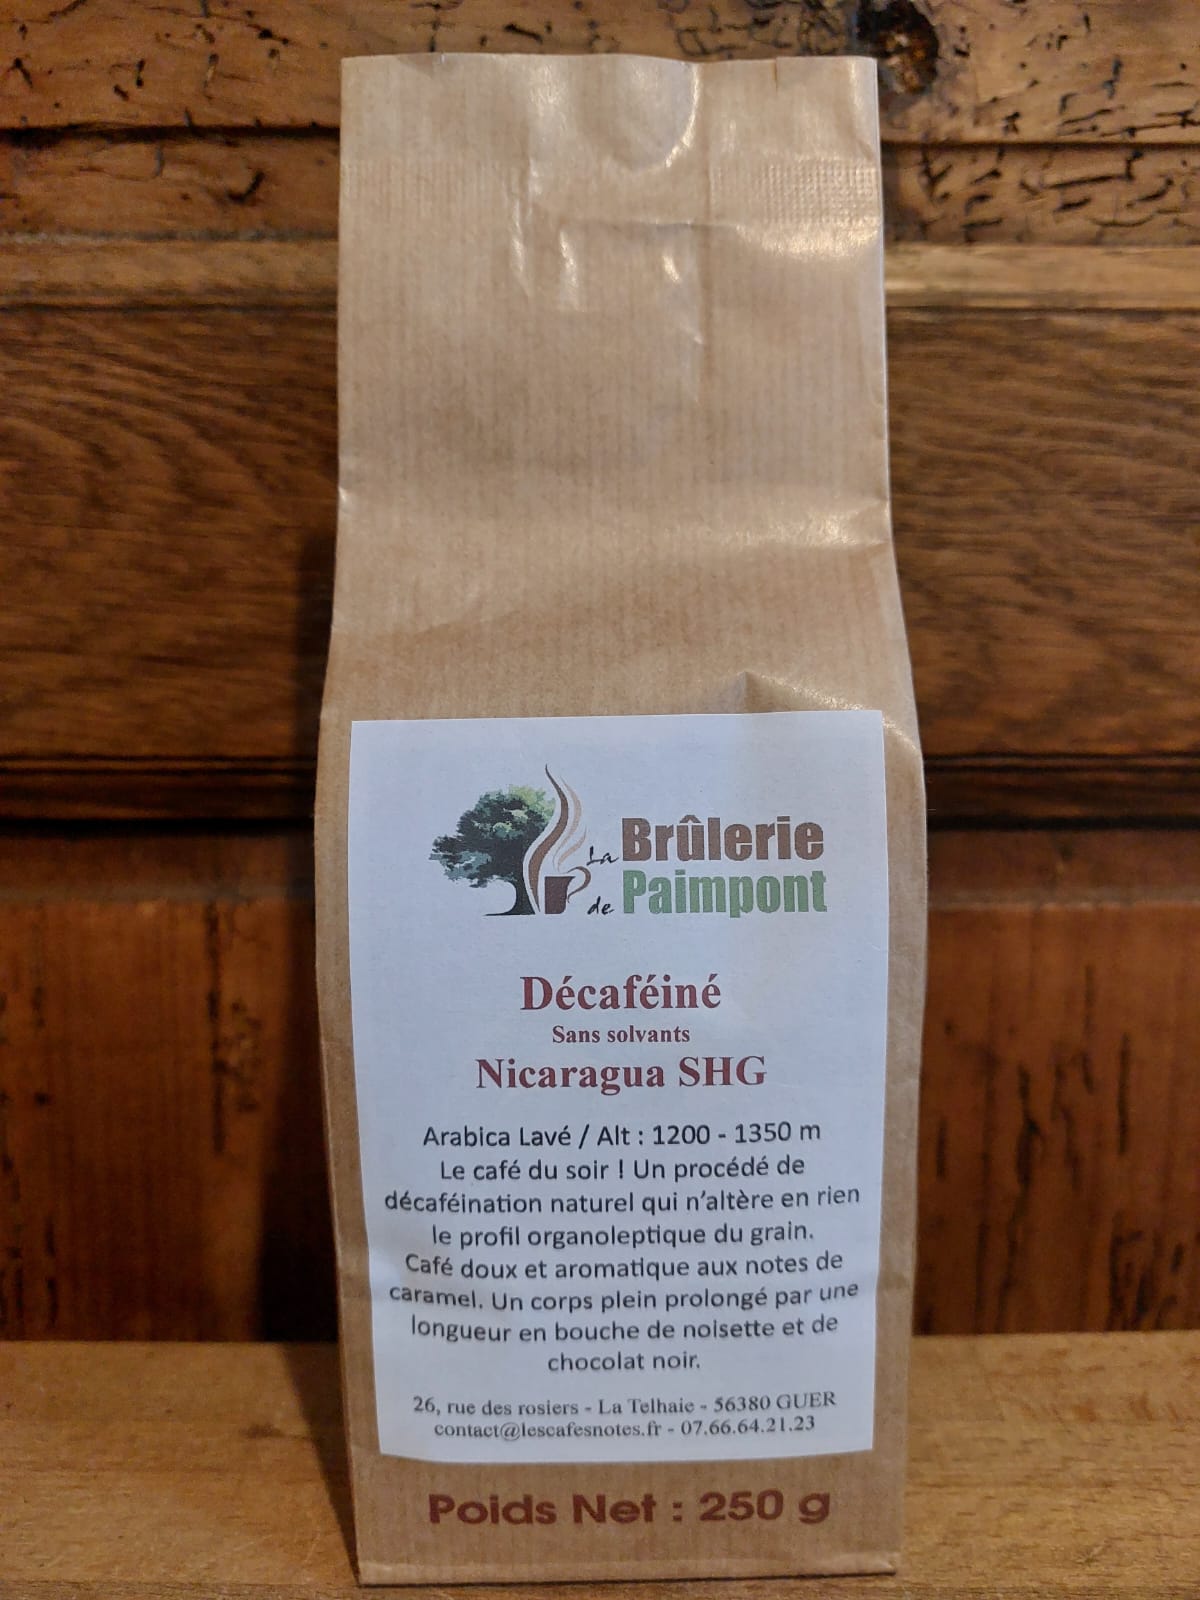 La Brûlerie
de Paimpont
Décaféiné
Sans solvants
Nicaragua SHG
Arabica Lavé / Alt : 1200 - 1350 m
Le café du soir ! Un procédé de
décaféination naturel qui n’altère en rien
le profil organoleptique du grain.
Café doux et aromatique aux notes de
caramel. Un corps plein prolongé par une
longueur en bouche de noisette et de
chocolat noir.
26, rue des rosiers - La Telhaie - 56380 GUER
contact@lescafesnotes.fr - 07.66.64.21.23
Poids Net : 250 g